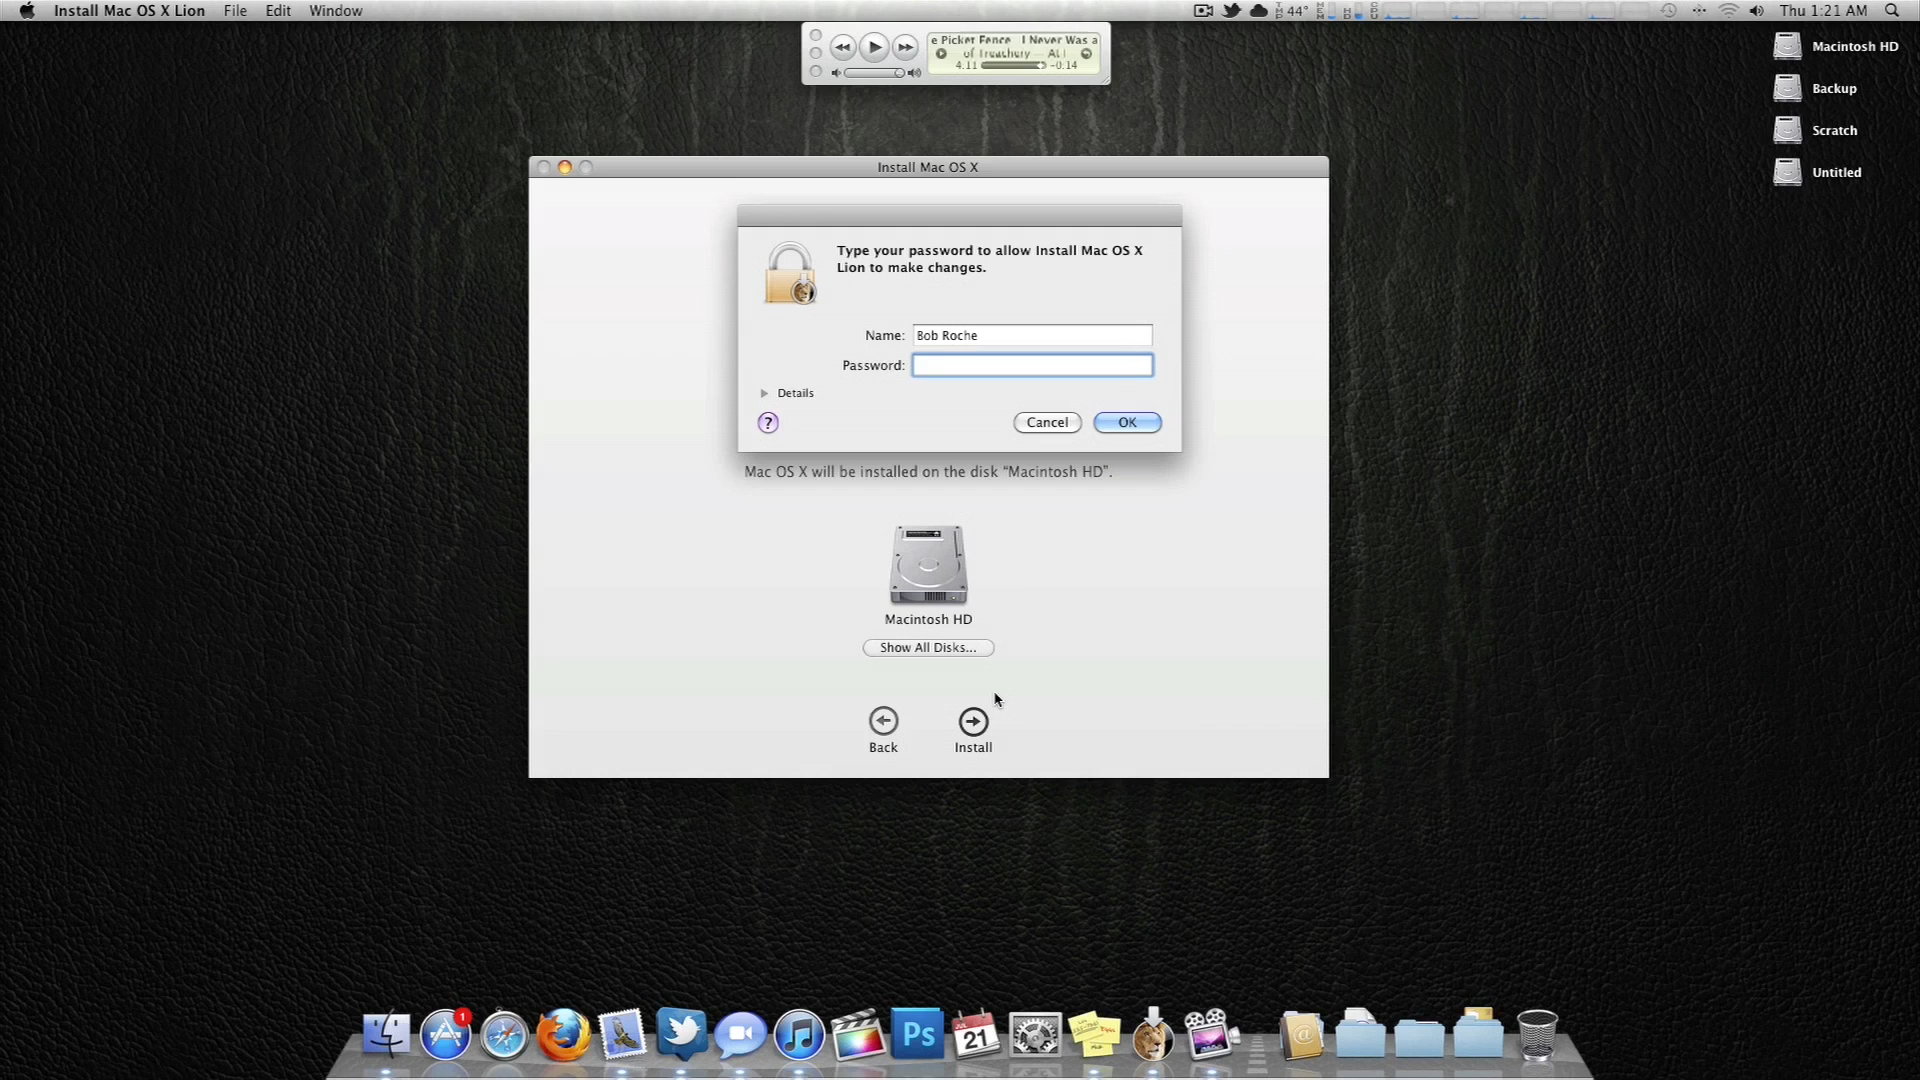 Install Mac OS X Lion File Edit Window
44° Thu 1:21 AM
e Picket Fence I Never Was a
of Treachery
4:11 -0:14
Macintosh HD
Backup
Scratch
Untitled
Install Mac OS X
Type your password to allow Install Mac OS X
Lion to make changes.
Name: Bob Roche
Password:
Details
?
Cancel OK
Mac OS X will be installed on the disk “Macintosh HD”.
Macintosh HD
Show All Disks...
Back Install
1
Ps
JUL
21
@